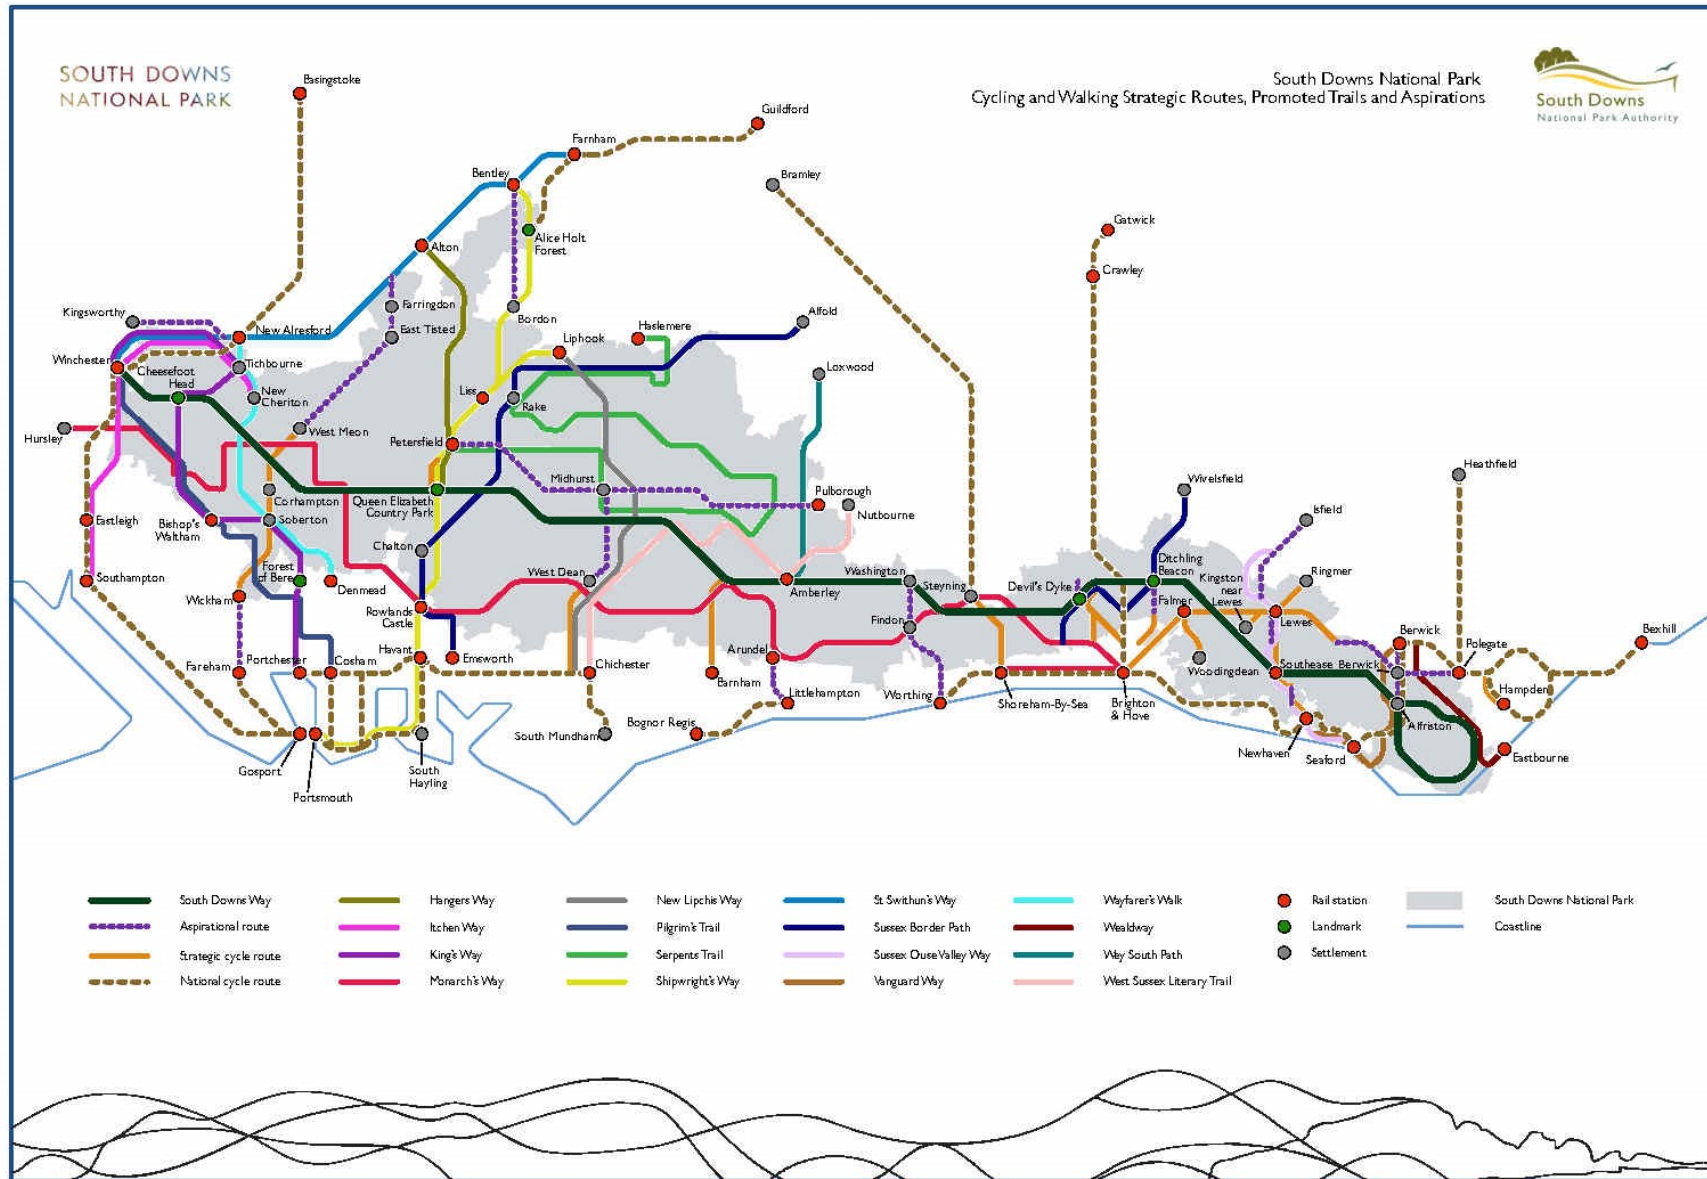 SOUTH DOWNS
NATIONAL PARK
South Downs National Park
Cycling and Walking Strategic Routes, Promoted Trails and Aspirations
South Downs
National Park Authority
Basingstoke
Guildford
Farnham
Bentley
Bramley
Gatwick
Alton
Alice Holt
Forest
Crawley
Kingsworthy
Farringdon
Bordon
Alfold
New Alresford
East Tisted
Haslemere
Liphook
Winchester
Cheesefoot
Head
Tichbourne
Loxwood
New
Cheriton
Liss
Rake
Hursley
West Meon
Petersfield
Heathfield
Corhampton
Queen Elizabeth
Country Park
Midhurst
Pulborough
Nutbourne
Wivelsfield
Eastleigh
Bishop's
Waltham
Soberton
Isfield
Chalton
Ditchling
Beacon
Southampton
Forest
of Bere
Denmead
West Dean
Amberley
Washington
Steyning
Devil's Dyke
Kingston
near
Lewes
Ringmer
Wickham
Rowlands
Castle
Findon
Falmer
Lewes
Berwick
Bexhill
Fareham
Portchester
Cosham
Havant
Emsworth
Chichester
Arundel
Barnham
Woodingdean
Southease
Berwick
Polegate
Littlehampton
Worthing
Shoreham-By-Sea
Brighton
& Hove
Hampden
Bognor Regis
South Mundham
Alfriston
Newhaven
Seaford
Eastbourne
Gosport
Portsmouth
South
Hayling
South Downs Way
Hangers Way
New Lipchis Way
St Swithun's Way
Wayfarer's Walk
Rail station
South Downs National Park
Aspirational route
Itchen Way
Pilgrim's Trail
Sussex Border Path
Wealdway
Landmark
Coastline
Strategic cycle route
King's Way
Serpents Trail
Sussex Ouse Valley Way
Wey South Path
Settlement
National cycle route
Monarch's Way
Shipwright's Way
Vanguard Way
West Sussex Literary Trail